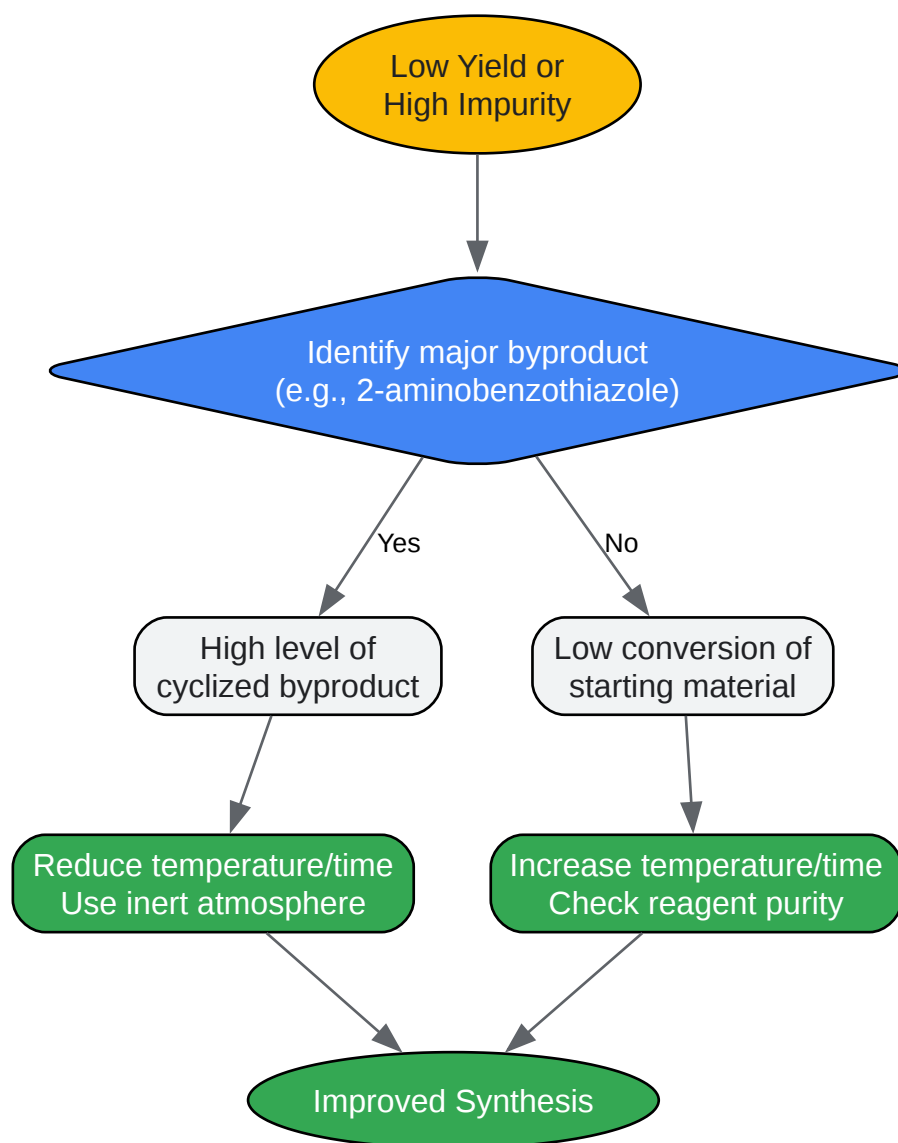 Low Yield or
High Impurity
Identify major byproduct
(e.g., 2-aminobenzothiazole)
Yes
No
High level of
cyclized byproduct
Low conversion of
starting material
Reduce temperature/time
Use inert atmosphere
Increase temperature/time
Check reagent purity
Improved Synthesis